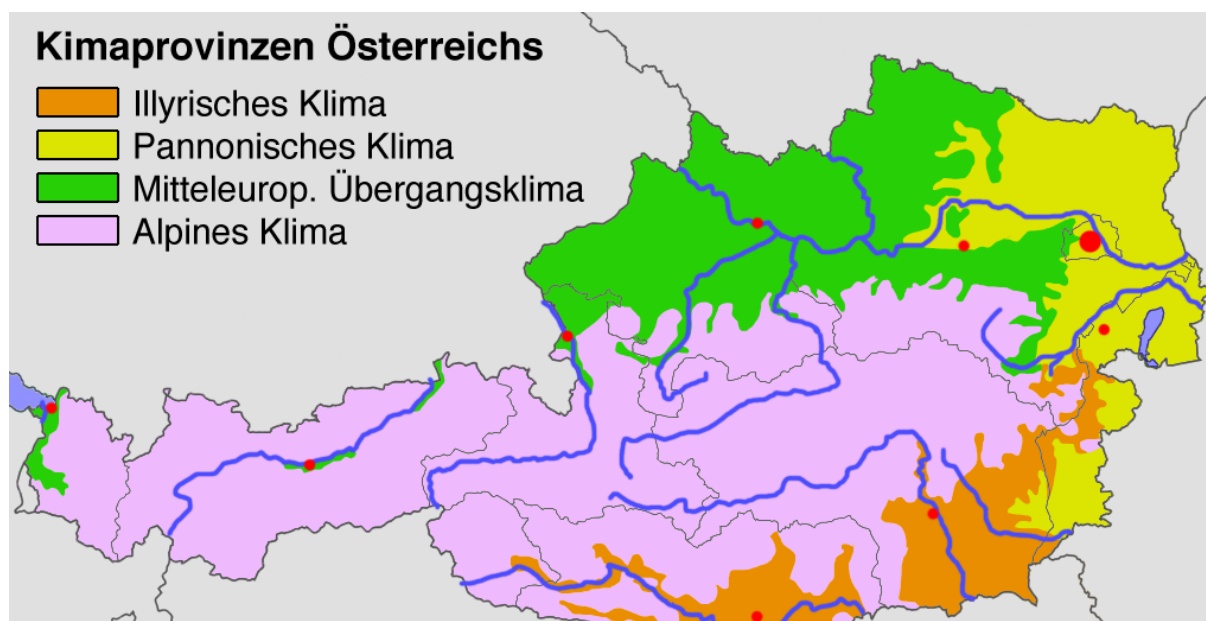 Kimaprovinzen Österreichs
Illyrisches Klima
Pannonisches Klima
Mitteleurop. Übergangsklima
Alpines Klima